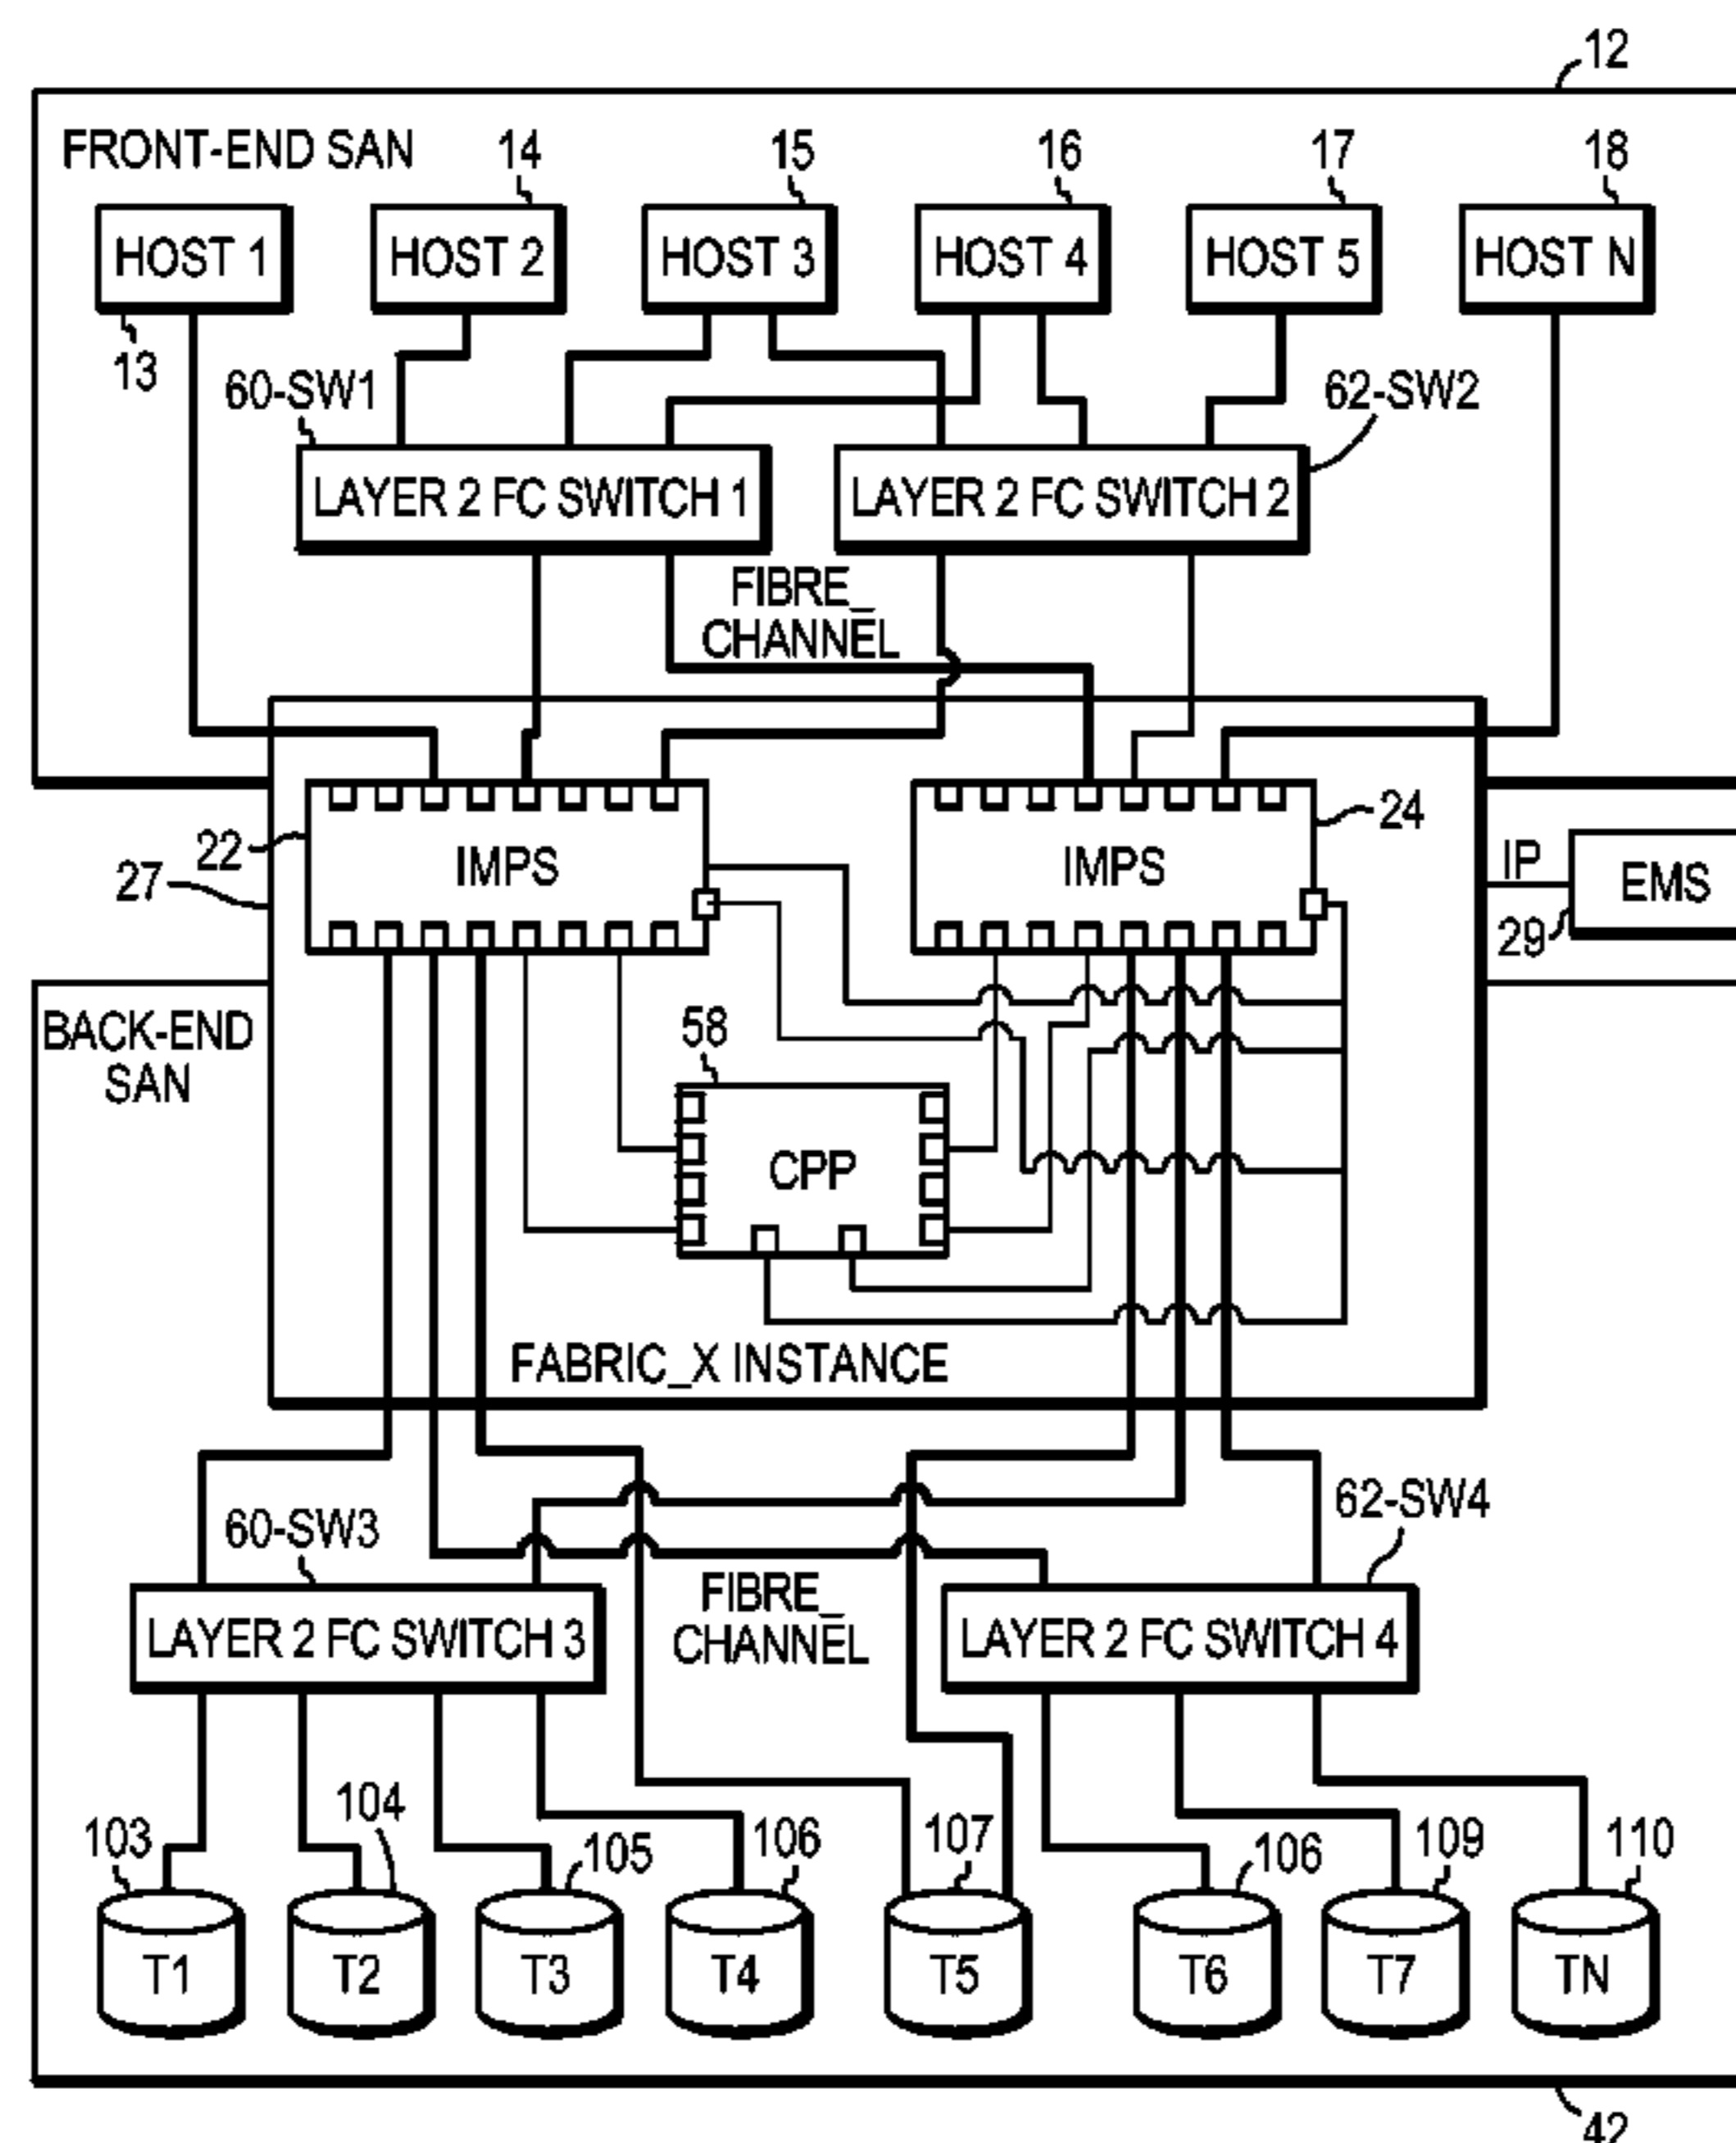 12
FRONT-END SAN
14
15
16
17
18
HOST 1
HOST 2
HOST 3
HOST 4
HOST 5
HOST N
13
60-SW1
62-SW2
LAYER 2 FC SWITCH 1
LAYER 2 FC SWITCH 2
FIBRE_
CHANNEL
22
IMPS
IMPS
24
27
IP
EMS
29
BACK-END
SAN
58
CPP
FABRIC_X INSTANCE
60-SW3
62-SW4
FIBRE_
CHANNEL
LAYER 2 FC SWITCH 3
LAYER 2 FC SWITCH 4
103
104
105
106
107
106
109
110
T1
T2
T3
T4
T5
T6
T7
TN
42